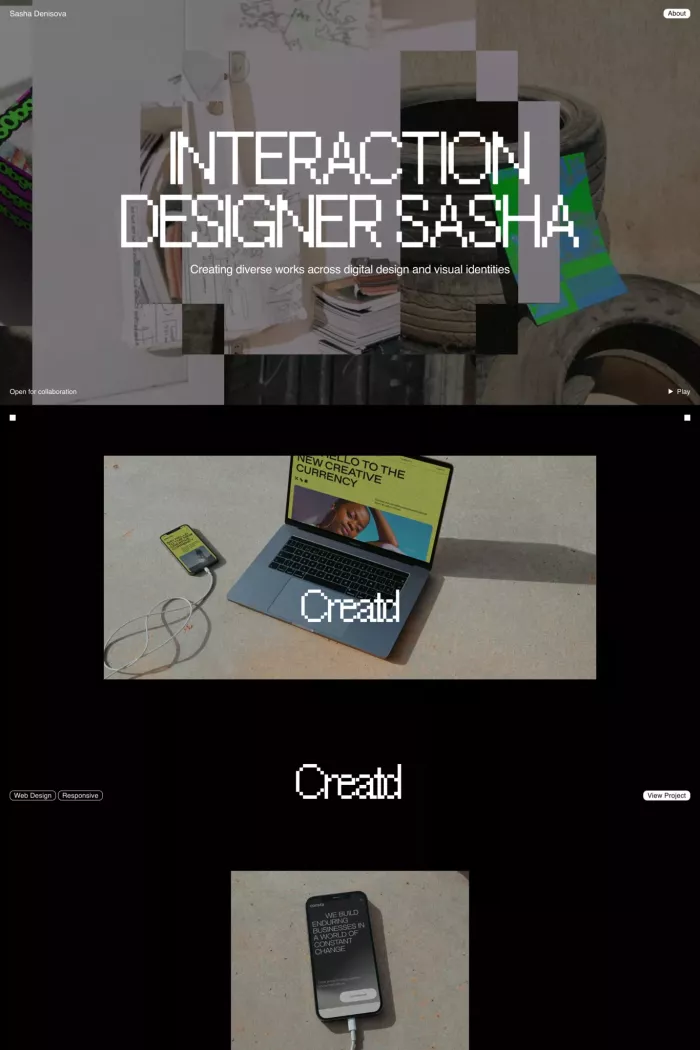 Sasha Denisova
About
INTERACTION
DESIGNER SASHA
Creating diverse works across digital design and visual identities
Open for collaboration
Play
HELLO TO THE
NEW CREATIVE
CURRENCY
Creatd
Creatd
Web Design
Responsive
View Project
WE BUILD
ENDURING
BUSINESSES IN
A WORLD OF
CONSTANT
CHANGE